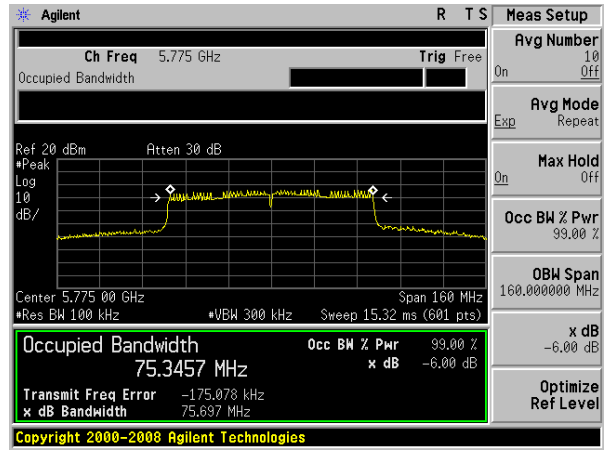 Agilent R T S
Ch Freq 5.775 GHz Trig Free
Occupied Bandwidth
Ref 20 dBm Atten 30 dB
#Peak
Log
10
dB/
Center 5.775 00 GHz Span 160 MHz
#Res BW 100 kHz #VBW 300 kHz Sweep 15.32 ms (601 pts)
Occupied Bandwidth Occ BW % Pwr 99.00 %
75.3457 MHz x dB -6.00 dB
Transmit Freq Error -175.078 kHz
x dB Bandwidth 75.697 MHz
Copyright 2000-2008 Agilent Technologies
Meas Setup
Avg Number
10
On Off
Avg Mode
Exp Repeat
Max Hold
On Off
Occ BW % Pwr
99.00 %
OBW Span
160.000000 MHz
x dB
-6.00 dB
Optimize
Ref Level